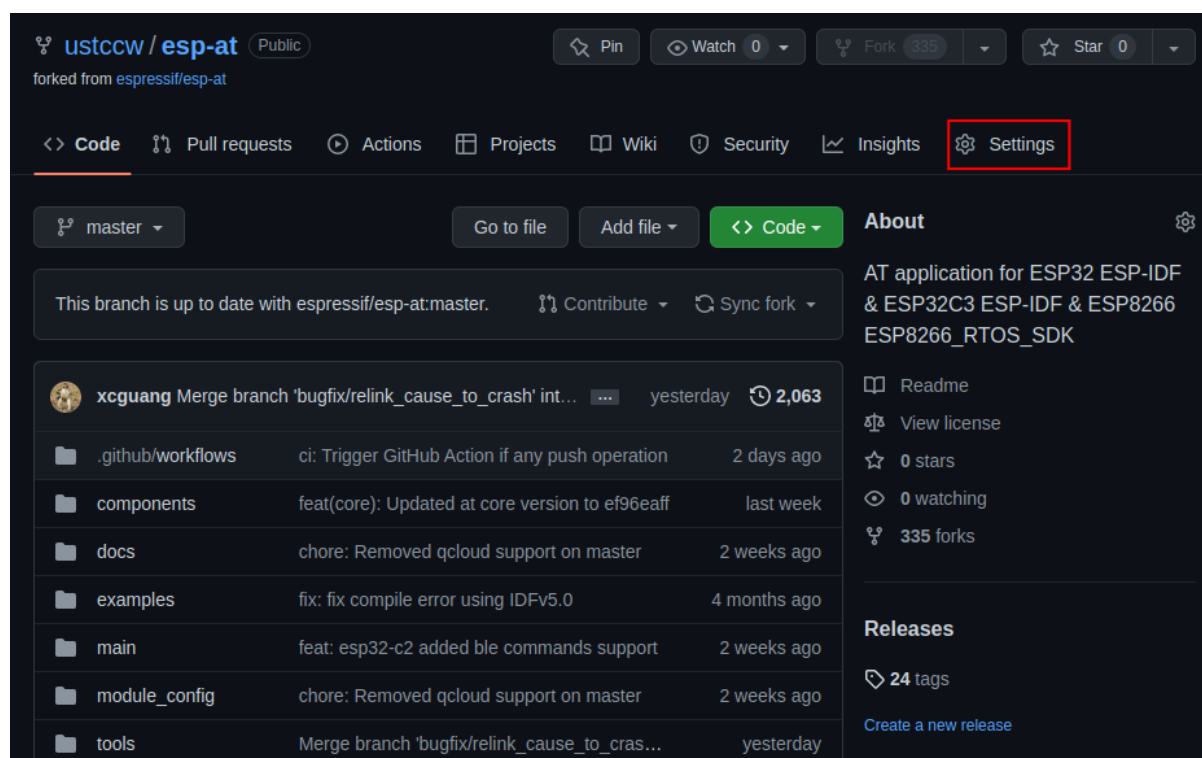 ustccw / esp-at Public
Pin
Watch 0
Fork 335
Star 0
forked from espressif/esp-at
Code
Pull requests
Actions
Projects
Wiki
Security
Insights
Settings
master
Go to file
Add file
Code
This branch is up to date with espressif/esp-at:master.
Contribute
Sync fork
xcguang Merge branch 'bugfix/relink_cause_to_crash' int... ... yesterday 2,063
.github/workflows ci: Trigger GitHub Action if any push operation 2 days ago
components feat(core): Updated at core version to ef96eaff last week
docs chore: Removed qcloud support on master 2 weeks ago
examples fix: fix compile error using IDFv5.0 4 months ago
main feat: esp32-c2 added ble commands support 2 weeks ago
module_config chore: Removed qcloud support on master 2 weeks ago
tools Merge branch 'bugfix/relink_cause_to_cras... yesterday
About
AT application for ESP32 ESP-IDF
& ESP32C3 ESP-IDF & ESP8266
ESP8266_RTOS_SDK
Readme
View license
0 stars
0 watching
335 forks
Releases
24 tags
Create a new release